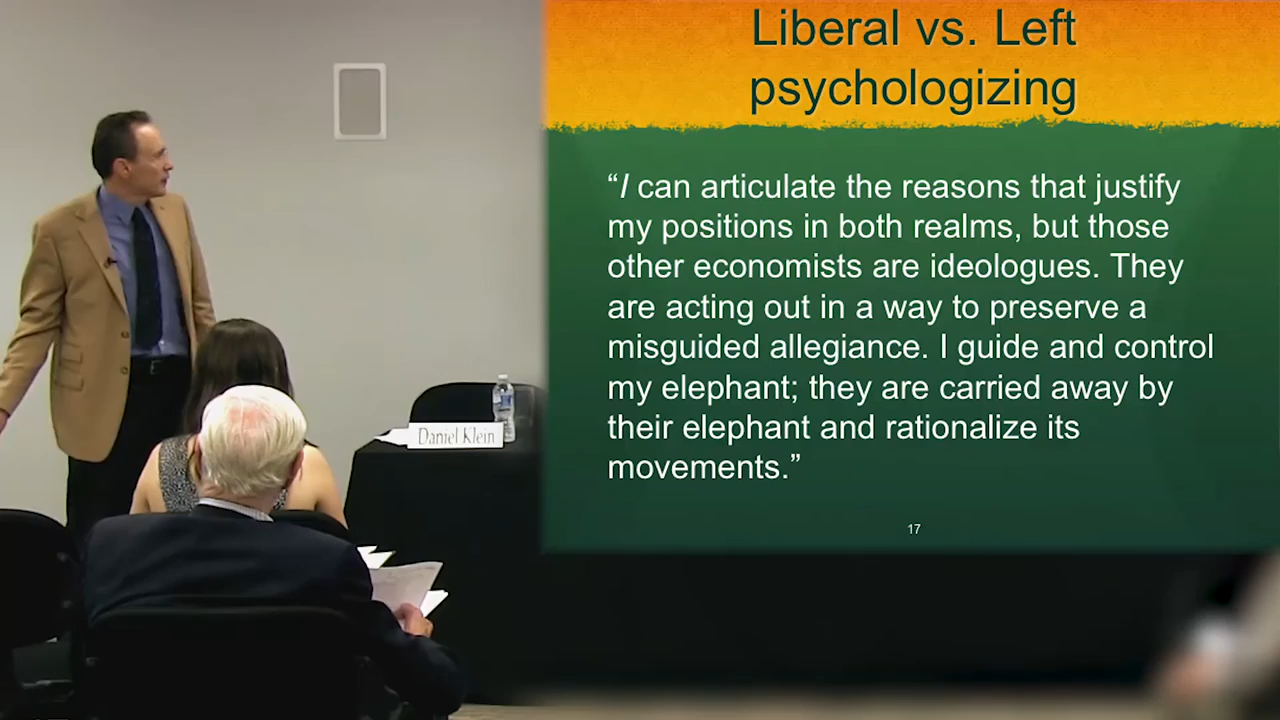 Liberal vs. Left
psychologizing
“I can articulate the reasons that justify
my positions in both realms, but those
other economists are ideologues. They
are acting out in a way to preserve a
misguided allegiance. I guide and control
my elephant; they are carried away by
their elephant and rationalize its
movements.”
17
Daniel Klein